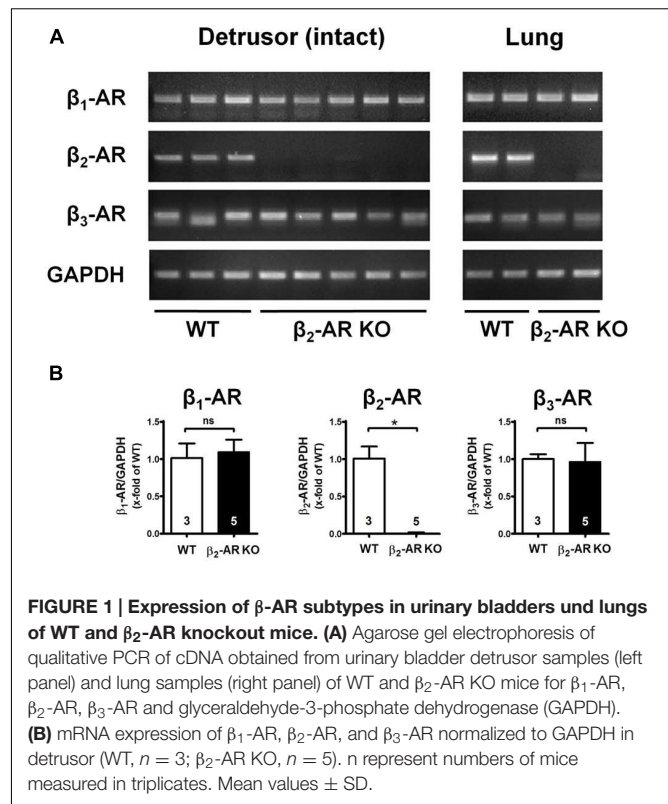 A
Detrusor (intact) Lung
β₁-AR
β₂-AR
β₃-AR
GAPDH
WT β₂-AR KO WT β₂-AR KO
B
β₁-AR β₂-AR β₃-AR
ns * ns
β₁-AR/GAPDH
(x-fold of WT)
1.5
1.0
0.5
0.0
3 5
WT β₂-AR KO
β₂-AR/GAPDH
(x-fold of WT)
1.5
1.0
0.5
0.0
3 5
WT β₂-AR KO
β₃-AR/GAPDH
(x-fold of WT)
1.5
1.0
0.5
0.0
3 5
WT β₂-AR KO
FIGURE 1 | Expression of β-AR subtypes in urinary bladders und lungs
of WT and β₂-AR knockout mice. (A) Agarose gel electrophoresis of
qualitative PCR of cDNA obtained from urinary bladder detrusor samples (left
panel) and lung samples (right panel) of WT and β₂-AR KO mice for β₁-AR,
β₂-AR, β₃-AR and glyceraldehyde-3-phosphate dehydrogenase (GAPDH).
(B) mRNA expression of β₁-AR, β₂-AR, and β₃-AR normalized to GAPDH in
detrusor (WT, n = 3; β₂-AR KO, n = 5). n represent numbers of mice
measured in triplicates. Mean values ± SD.